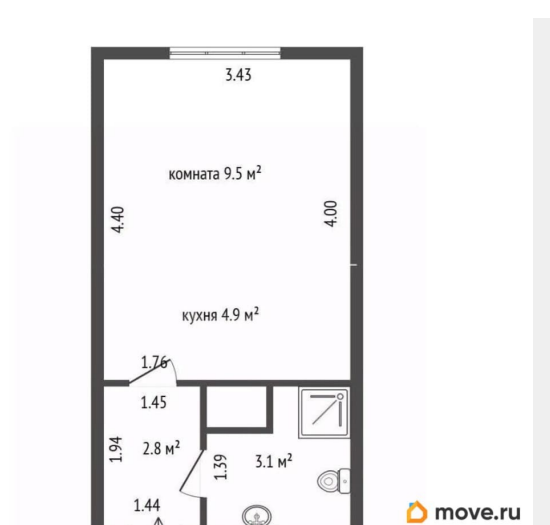 3.43
комната 9.5 м²
4.40
4.00
кухня 4.9 м²
1.76
1.45
1.94
2.8 м²
1.39
3.1 м²
1.44
move.ru